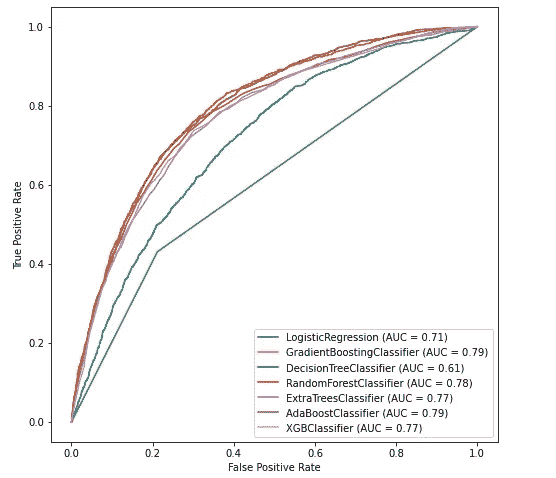 1.0
0.8
0.6
0.4
0.2
0.0
True Positive Rate
LogisticRegression (AUC = 0.71)
GradientBoostingClassifier (AUC = 0.79)
DecisionTreeClassifier (AUC = 0.61)
RandomForestClassifier (AUC = 0.78)
ExtraTreesClassifier (AUC = 0.77)
AdaBoostClassifier (AUC = 0.79)
XGBClassifier (AUC = 0.77)
0.0 0.2 0.4 0.6 0.8 1.0
False Positive Rate